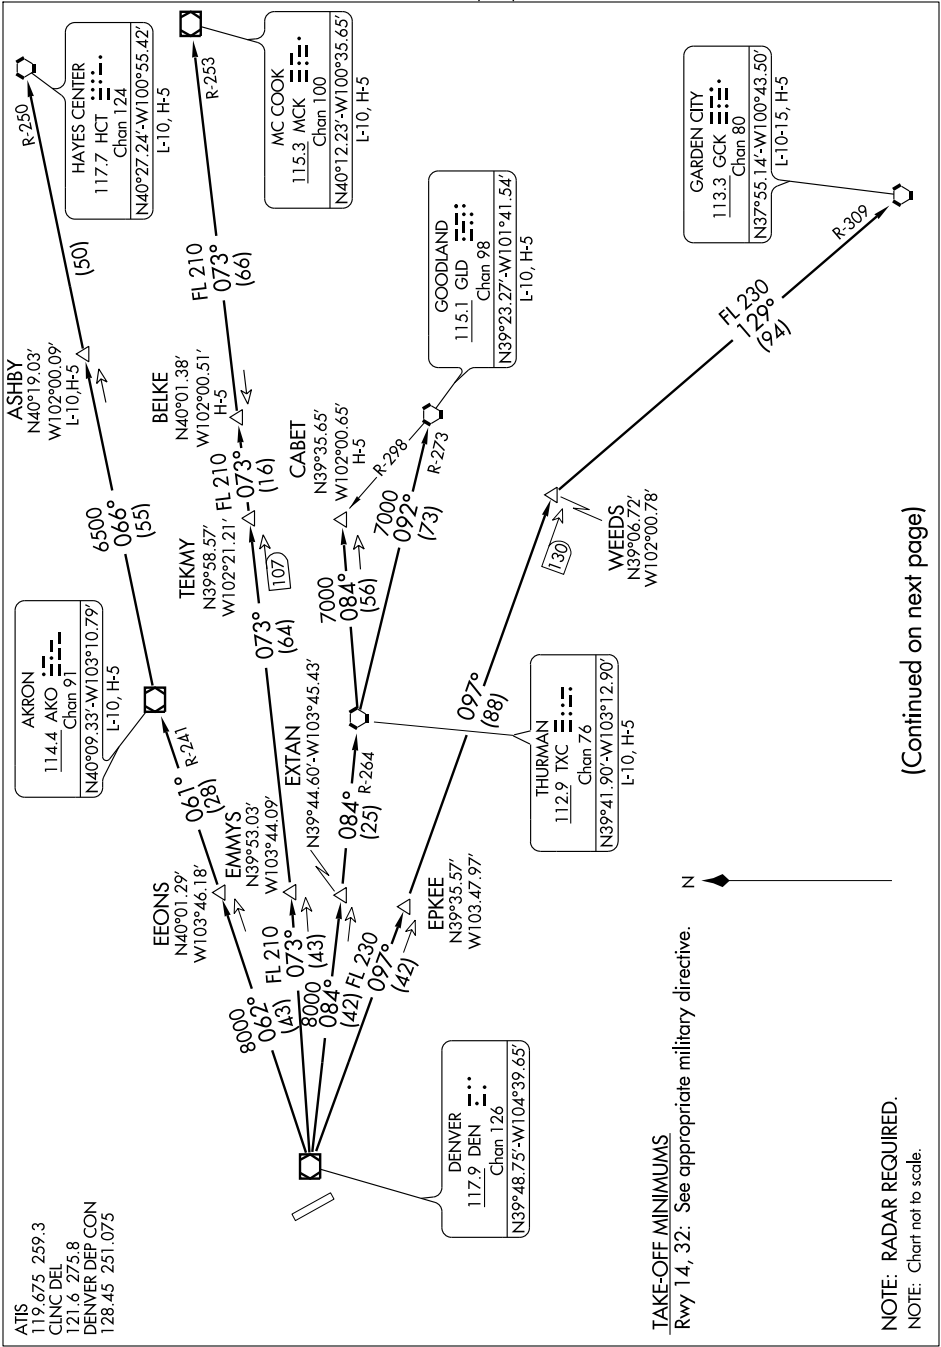 ATIS
119.675 259.3
CLNC DEL
121.6 275.8
DENVER DEP CON
128.45 251.075
HAYES CENTER
117.7 HCT
Chan 124
N40°27.24′-W100°55.42′
L-10, H-5
R-250
(50)
ASHBY
N40°19.03′
W102°00.09′
L-10,H-5
6500
066°
(55)
AKRON
114.4 AKO
Chan 91
N40°09.33′-W103°10.79′
L-10, H-5
R-241
061°
(28)
EEONS
N40°01.29′
W103°46.18′
8000
062°
(43)
MC COOK
115.3 MCK
Chan 100
N40°12.23′-W100°35.65′
L-10, H-5
R-253
FL 210
073°
(66)
BELKE
N40°01.38′
W102°00.51′
H-5
FL 210
073°
(16)
TEKMY
N39°58.57′
W102°21.21′
107
073°
(64)
EMMYS
N39°53.03′
W103°44.09′
FL 210
073°
(43)
CABET
N39°35.65′
W102°00.65′
H-5
R-298
7000
084°
(56)
GOODLAND
115.1 GLD
Chan 98
N39°23.27′-W101°41.54′
L-10, H-5
R-273
7000
092°
(73)
EXTAN
N39°44.60′-W103°45.43′
084°
(25)
R-264
8000
084°
(42)
THURMAN
112.9 TXC
Chan 76
N39°41.90′-W103°12.90′
L-10, H-5
GARDEN CITY
113.3 GCK
Chan 80
N37°55.14′-W100°43.50′
L-10-15, H-5
R-309
FL 230
129°
(94)
WEEDS
N39°06.72′
W102°00.78′
130
097°
(88)
EPKEE
N39°35.57′
W103.47.97′
FL 230
097°
(42)
DENVER
117.9 DEN
Chan 126
N39°48.75′-W104°39.65′
N
TAKE-OFF MINIMUMS
Rwy 14, 32: See appropriate military directive.
NOTE: RADAR REQUIRED.
NOTE: Chart not to scale.
(Continued on next page)